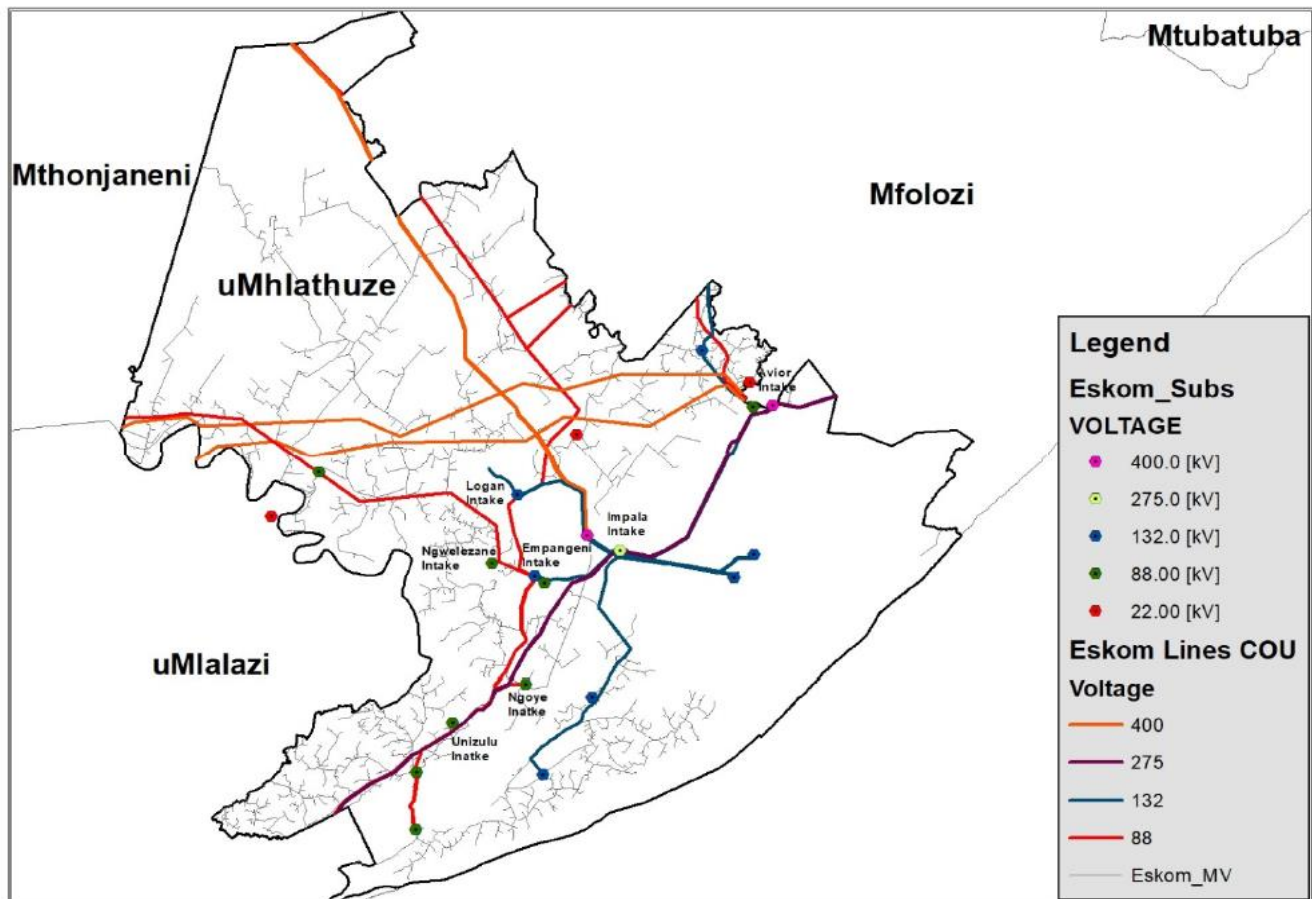 Mtubatuba
Mthonjaneni
Mfolozi
uMhlathuze
Avior
Intake
Logan
Intake
Impala
Intake
Ngwelezane
Intake
Empangeni
Intake
uMlalazi
Ngoye
Inatke
Unizulu
Inatke
Legend
Eskom_Subs
VOLTAGE
400.0 [kV]
275.0 [kV]
132.0 [kV]
88.00 [kV]
22.00 [kV]
Eskom Lines COU
Voltage
400
275
132
88
Eskom_MV